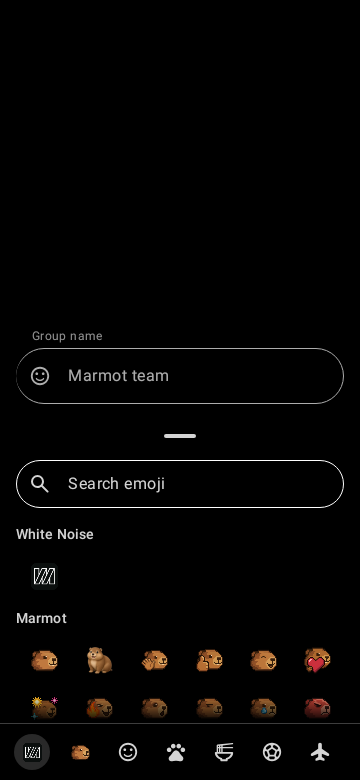 Group name
Marmot team
Search emoji
White Noise
Marmot